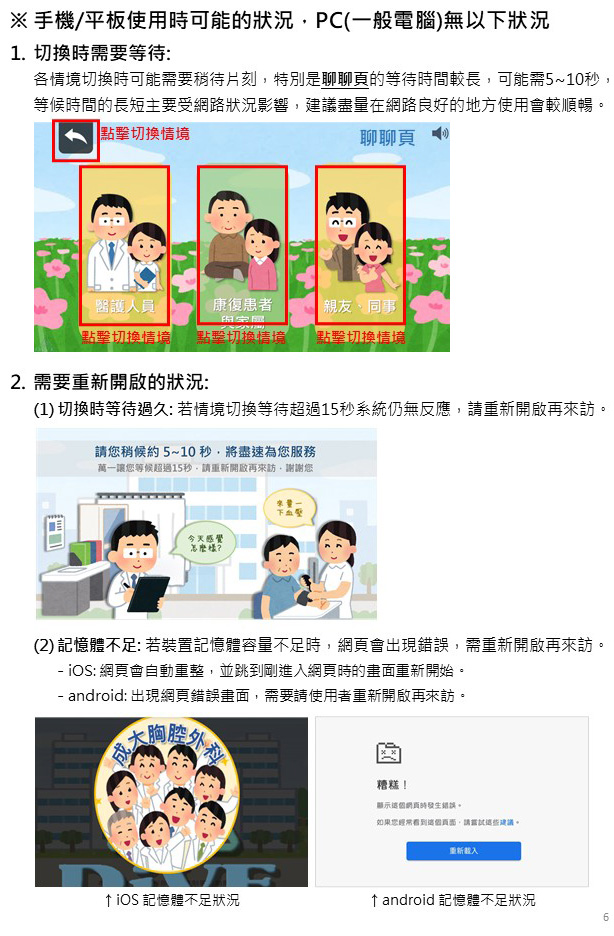 ※ 手機/平板使用時可能的狀況，PC(一般電腦)無以下狀況
1. 切換時需要等待:
各情境切換時可能需要稍待片刻，特別是聊聊頁的等待時間較長，可能需5~10秒，
等候時間的長短主要受網路狀況影響，建議盡量在網路良好的地方使用會較順暢。
點擊切換情境
聊聊頁
醫護人員
康復患者
與家屬
親友、同事
點擊切換情境
點擊切換情境
點擊切換情境
2. 需要重新開啟的狀況:
(1) 切換時等待過久: 若情境切換等待超過15秒系統仍無反應，請重新開啟再來訪。
請您稍候約 5~10 秒，將盡速為您服務
萬一讓您等候超過15秒，請重新開啟再來訪，謝謝您
來量一
下血壓
今天感覺
怎麼樣?
(2) 記憶體不足: 若裝置記憶體容量不足時，網頁會出現錯誤，需重新開啟再來訪。
- iOS: 網頁會自動重整，並跳到剛進入網頁時的畫面重新開始。
- android: 出現網頁錯誤畫面，需要請使用者重新開啟再來訪。
成大胸腔外科
DiVE
糟糕！
顯示這個網頁時發生錯誤。
如果您經常看到這個頁面，請嘗試這些建議。
重新載入
↑iOS 記憶體不足狀況
↑android 記憶體不足狀況
6